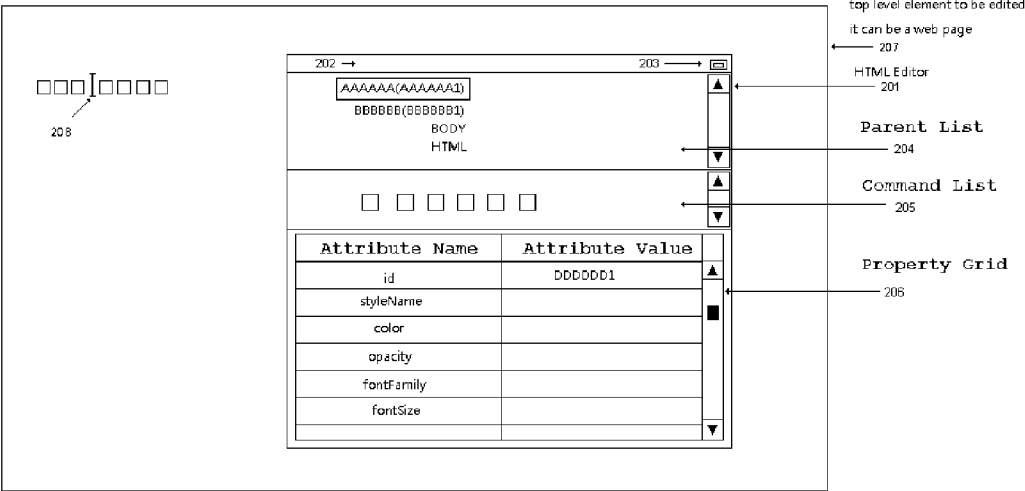 top level element to be edited
it can be a web page
207
202
203
HTML Editor
201
AAAAAA(AAAAAA1)
BBBBBB(BBBBBB1)
BODY
HTML
208
Parent List
204
Command List
205
Attribute Name Attribute Value
id DDDDDD1
styleName
color
opacity
fontFamily
fontSize
Property Grid
206